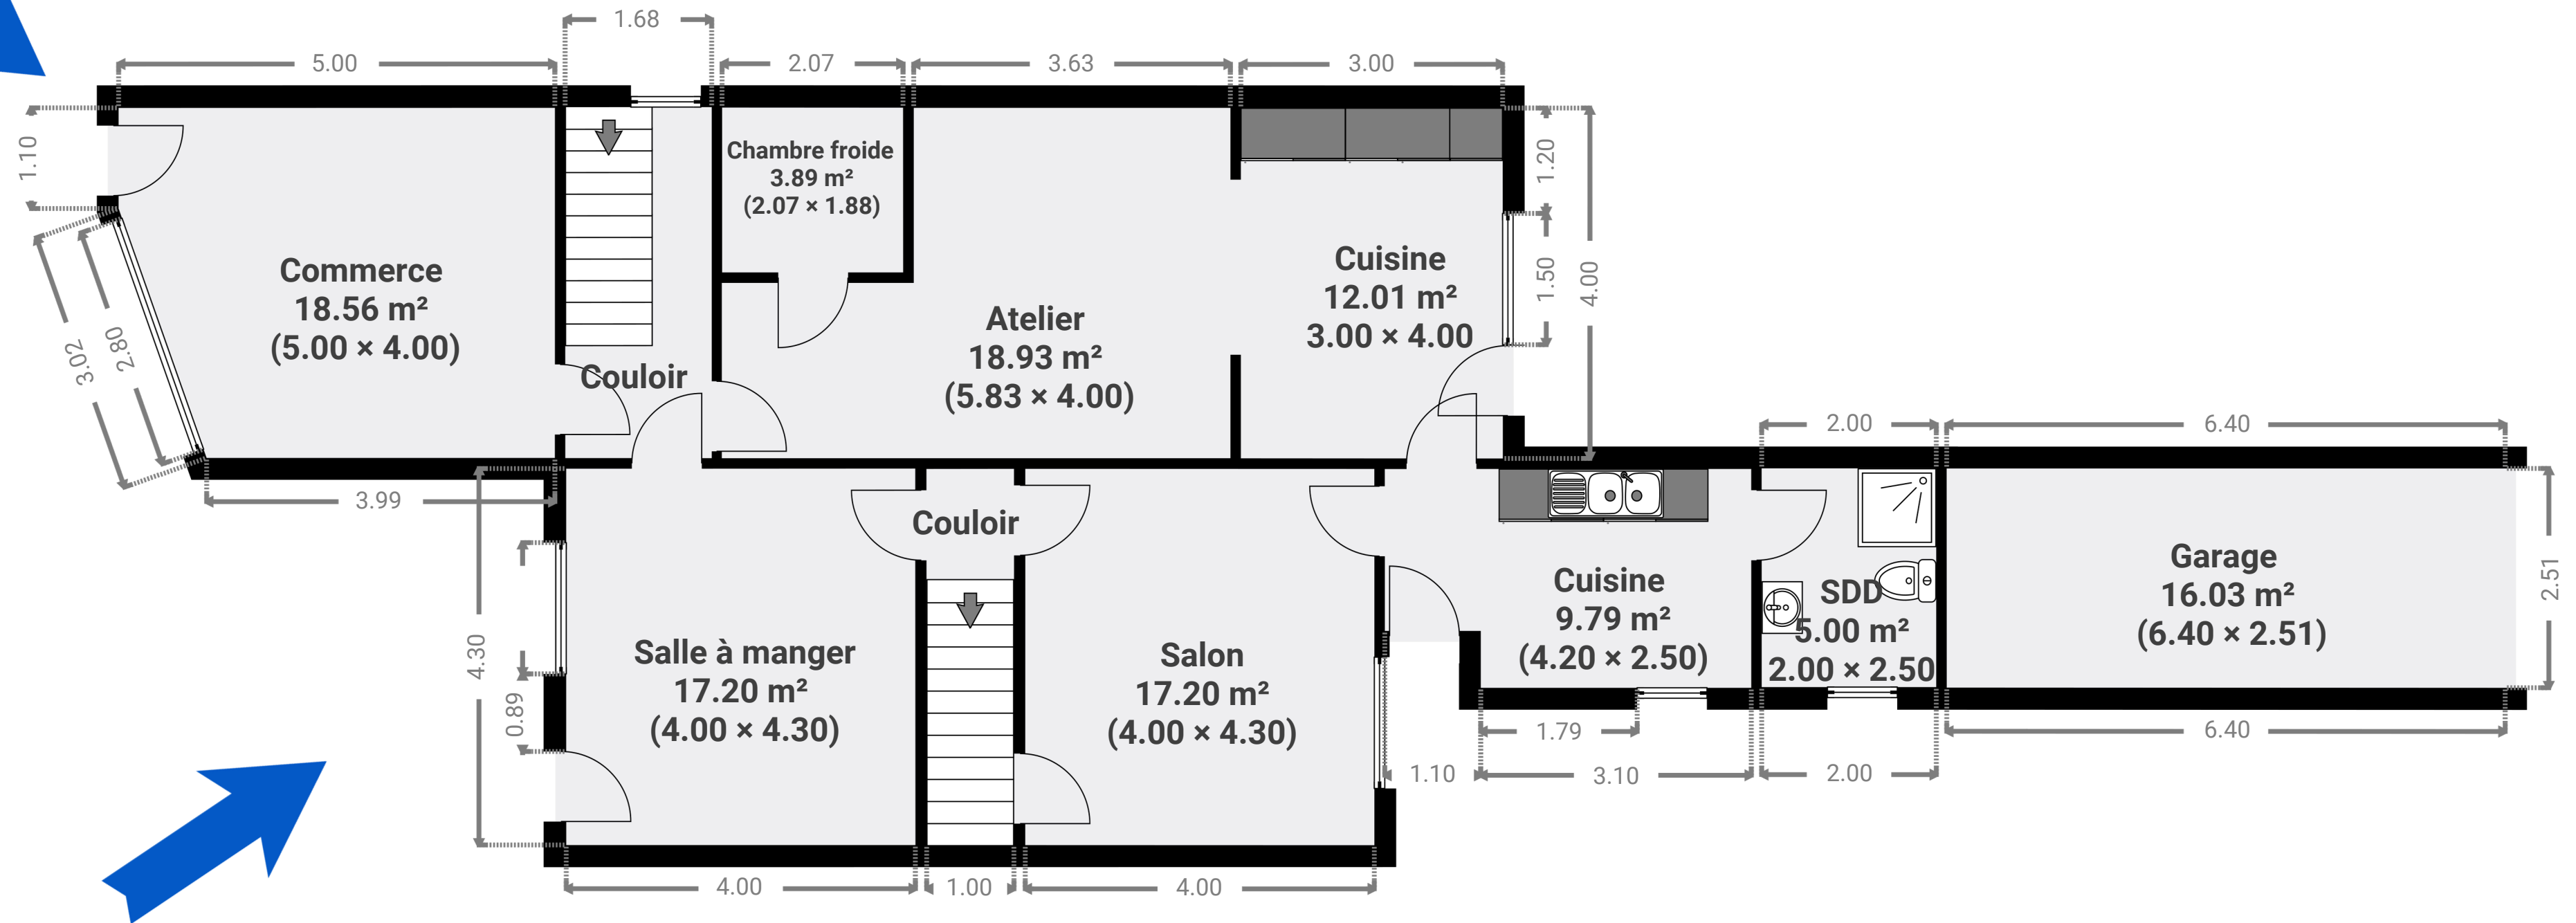 1.68
5.00
2.07
3.63
3.00
1.10
Chambre froide
3.89 m²
(2.07 × 1.88)
1.20
Commerce
18.56 m²
(5.00 × 4.00)
Cuisine
12.01 m²
3.00 × 4.00
1.50
4.00
Atelier
18.93 m²
(5.83 × 4.00)
3.02
2.80
Couloir
2.00
6.40
3.99
Couloir
Garage
16.03 m²
(6.40 × 2.51)
2.51
Cuisine
9.79 m²
(4.20 × 2.50)
SDD
5.00 m²
2.00 × 2.50
4.30
Salle à manger
17.20 m²
(4.00 × 4.30)
Salon
17.20 m²
(4.00 × 4.30)
0.89
1.79
6.40
1.10
3.10
2.00
4.00
1.00
4.00